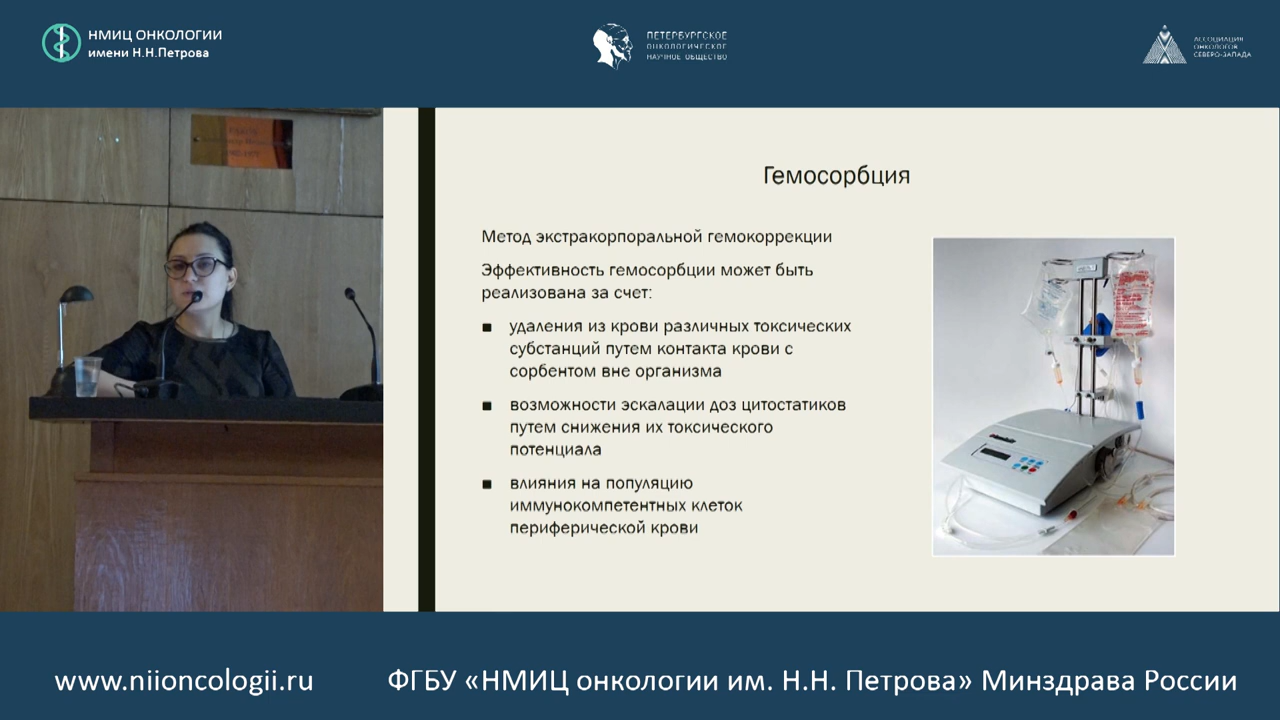 НМИЦ ОНКОЛОГИИ
имени Н.Н.Петрова
ПЕТЕРБУРГСКОЕ
ОНКОЛОГИЧЕСКОЕ
НАУЧНОЕ ОБЩЕСТВО
АССОЦИАЦИЯ
ОНКОЛОГОВ
СЕВЕРО-ЗАПАДА
Гемосорбция
Метод экстракорпоральной гемокоррекции
Эффективность гемосорбции может быть
реализована за счет:
▪ удаления из крови различных токсических
субстанций путем контакта крови с
сорбентом вне организма
▪ возможности эскалации доз цитостатиков
путем снижения их токсического
потенциала
▪ влияния на популяцию
иммунокомпетентных клеток
периферической крови
www.niioncologii.ru
ФГБУ «НМИЦ онкологии им. Н.Н. Петрова» Минздрава России